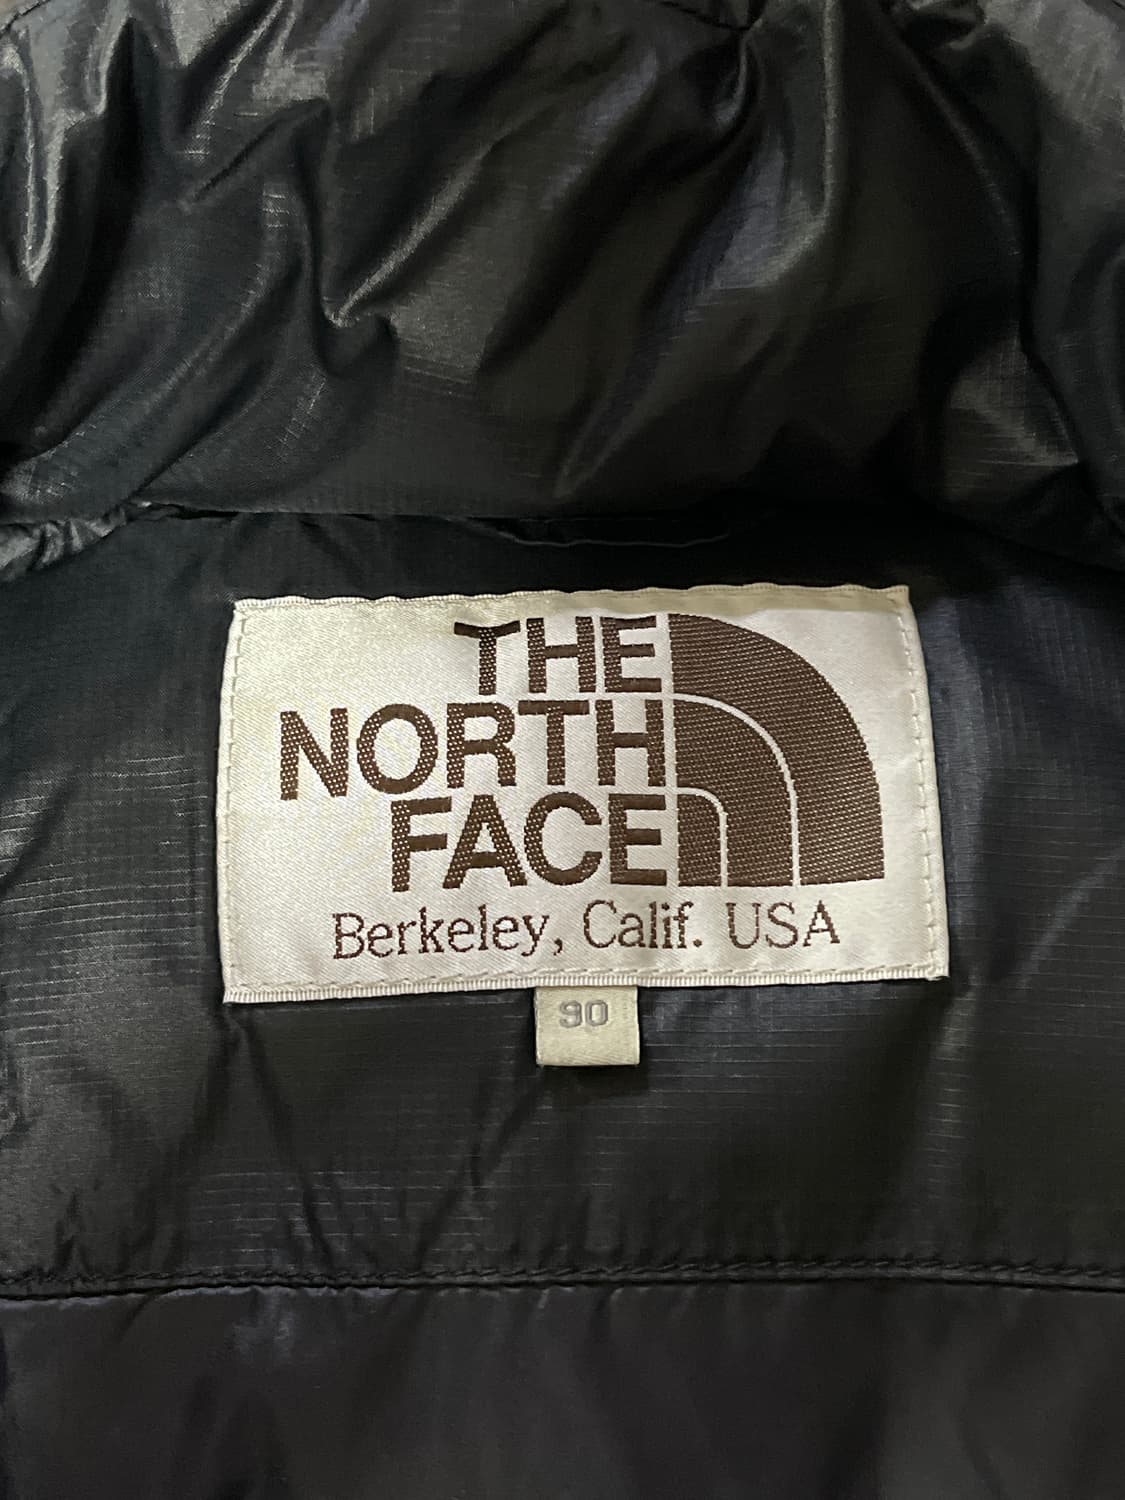 THE
NORTH
FACE
Berkeley, Calif. USA
90